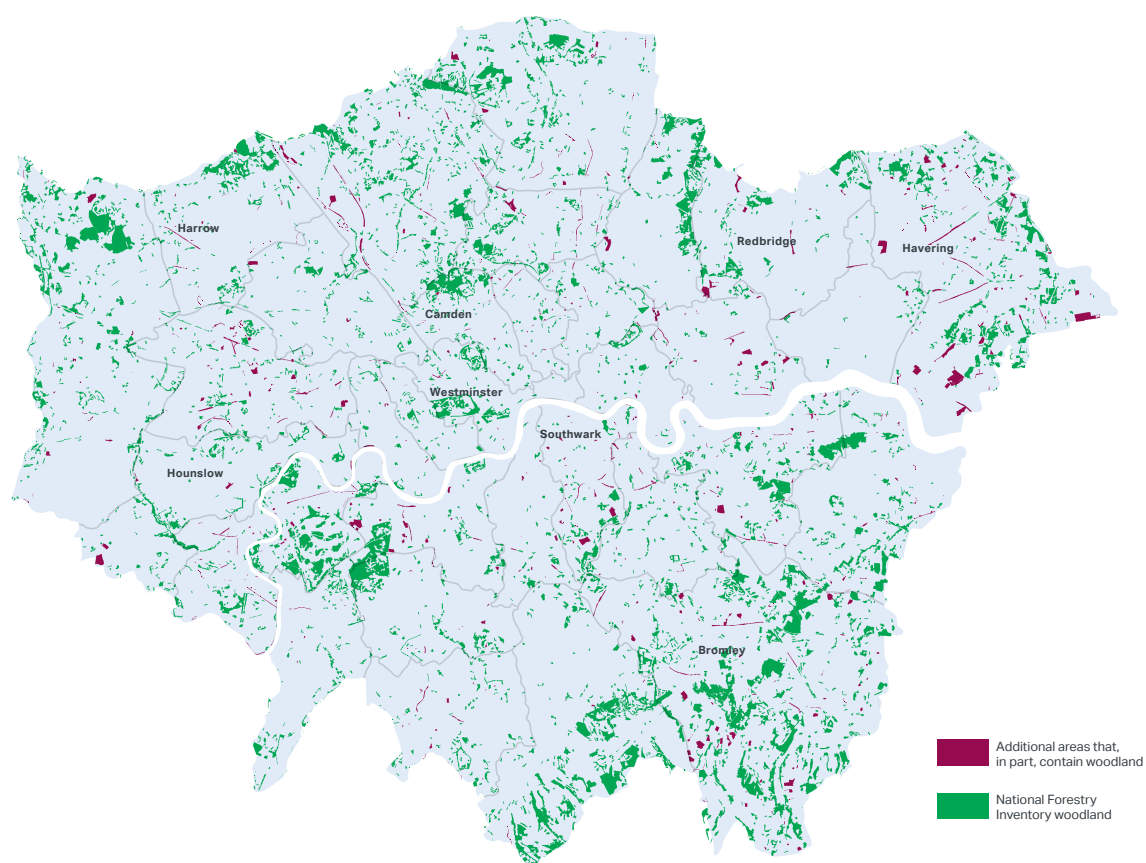 Harrow
Redbridge
Havering
Camden
Westminster
Southwark
Hounslow
Bromley
Additional areas that,
in part, contain woodland
National Forestry
Inventory woodland